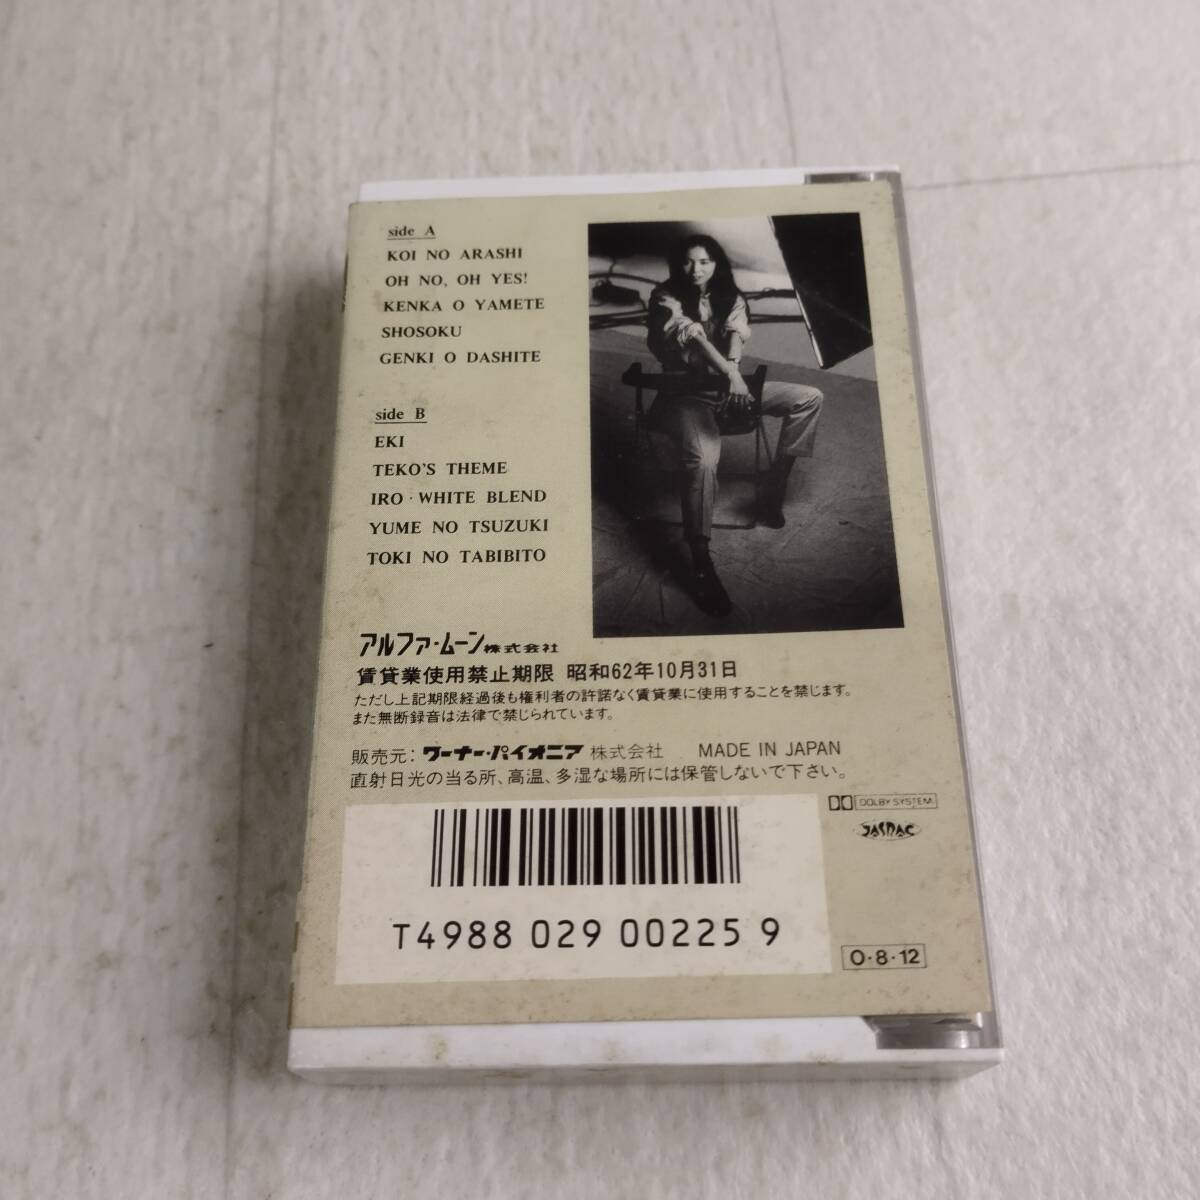 side A
KOI NO ARASHI
OH NO, OH YES!
KENKA O YAMETE
SHOSOKU
GENKI O DASHITE
side B
EKI
TEKO'S THEME
IRO · WHITE BLEND
YUME NO TSUZUKI
TOKI NO TABIBITO
アルファ・ムーン株式会社
賃貸業使用禁止期限 昭和62年10月31日
ただし上記期限経過後も権利者の許諾なく賃貸業に使用することを禁じます。
また無断録音は法律で禁じられています。
販売元:ワーナー・パイオニア株式会社 MADE IN JAPAN
直射日光の当る所、高温、多湿な場所には保管しないで下さい。
DOLBY SYSTEM
JASRAC
T4988 029 00225 9
O·8·12